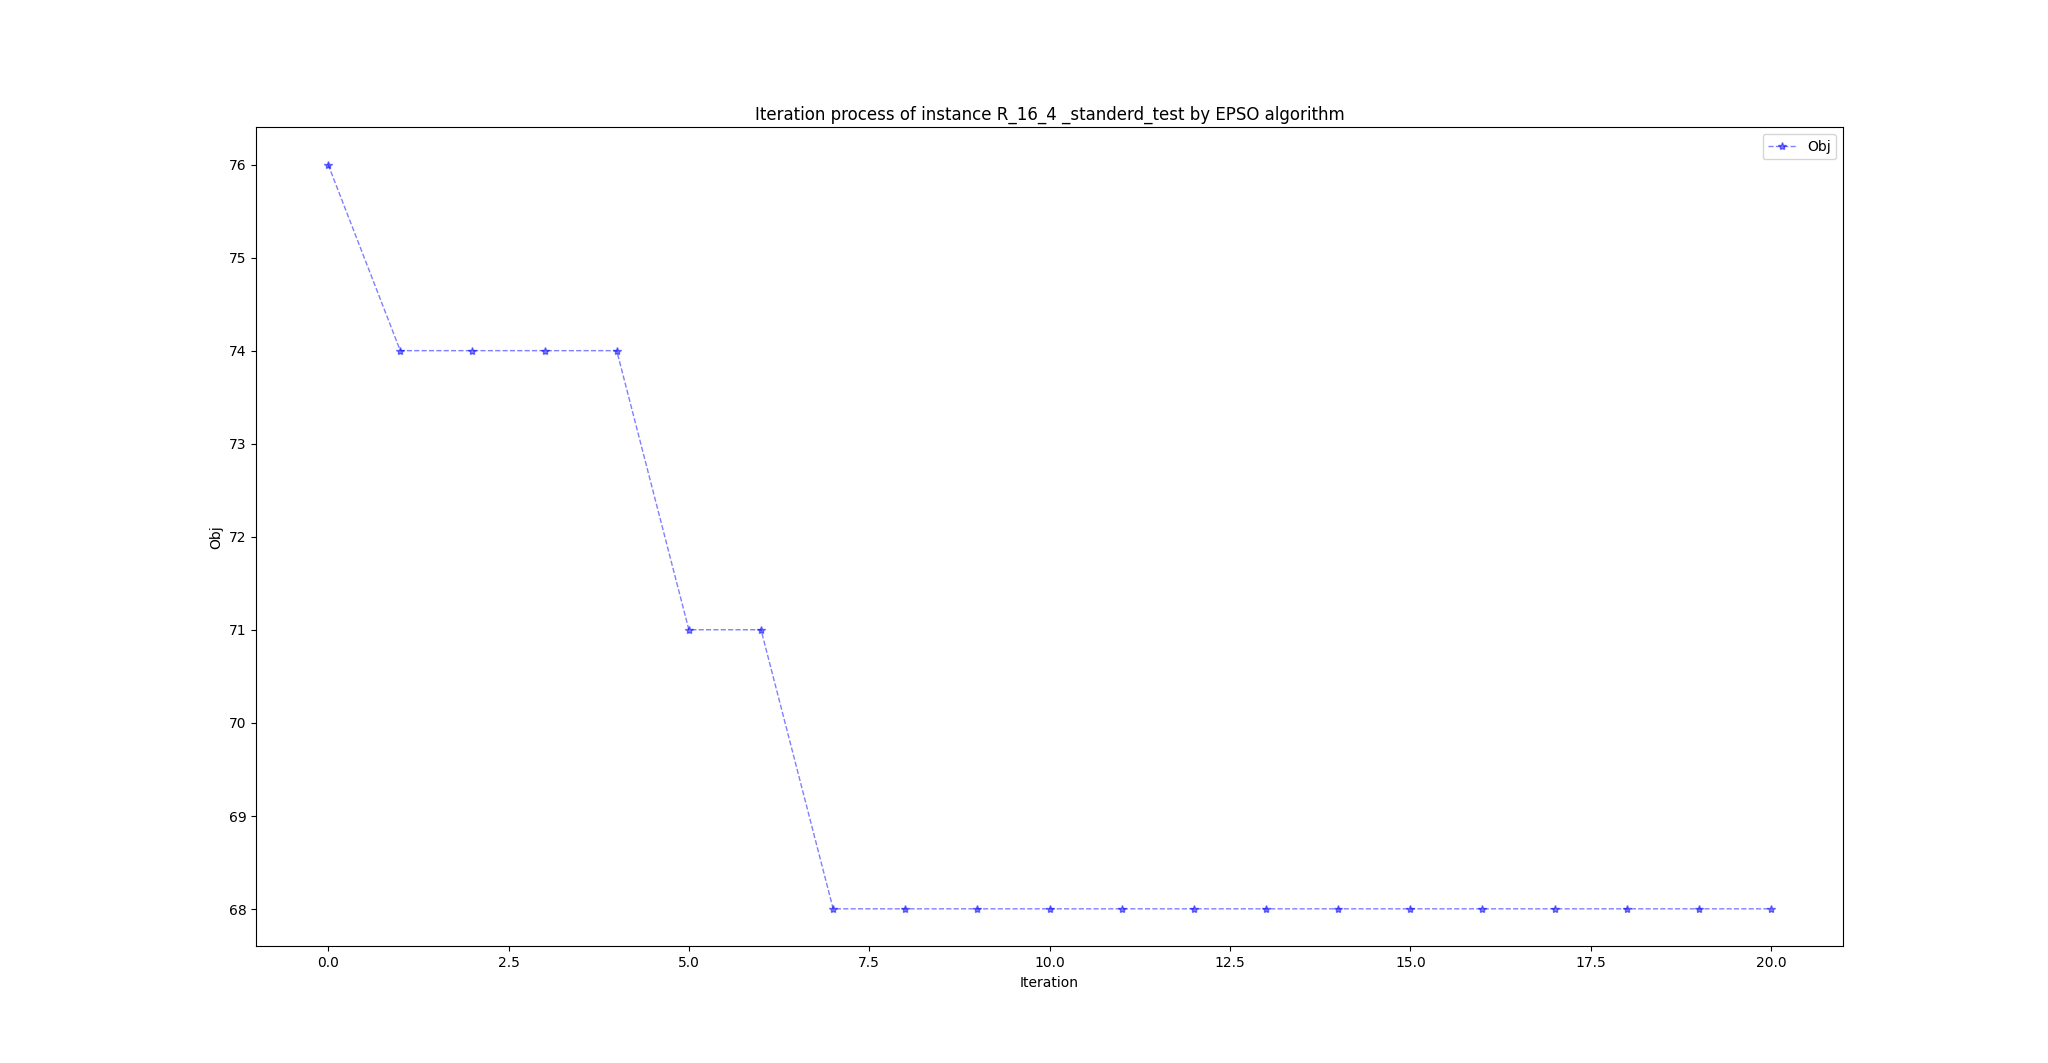 Iteration process of instance R_16_4 _standerd_test by EPSO algorithm
Obj
76
75
74
73
72
71
70
69
68
Obj
0.0 2.5 5.0 7.5 10.0 12.5 15.0 17.5 20.0
Iteration